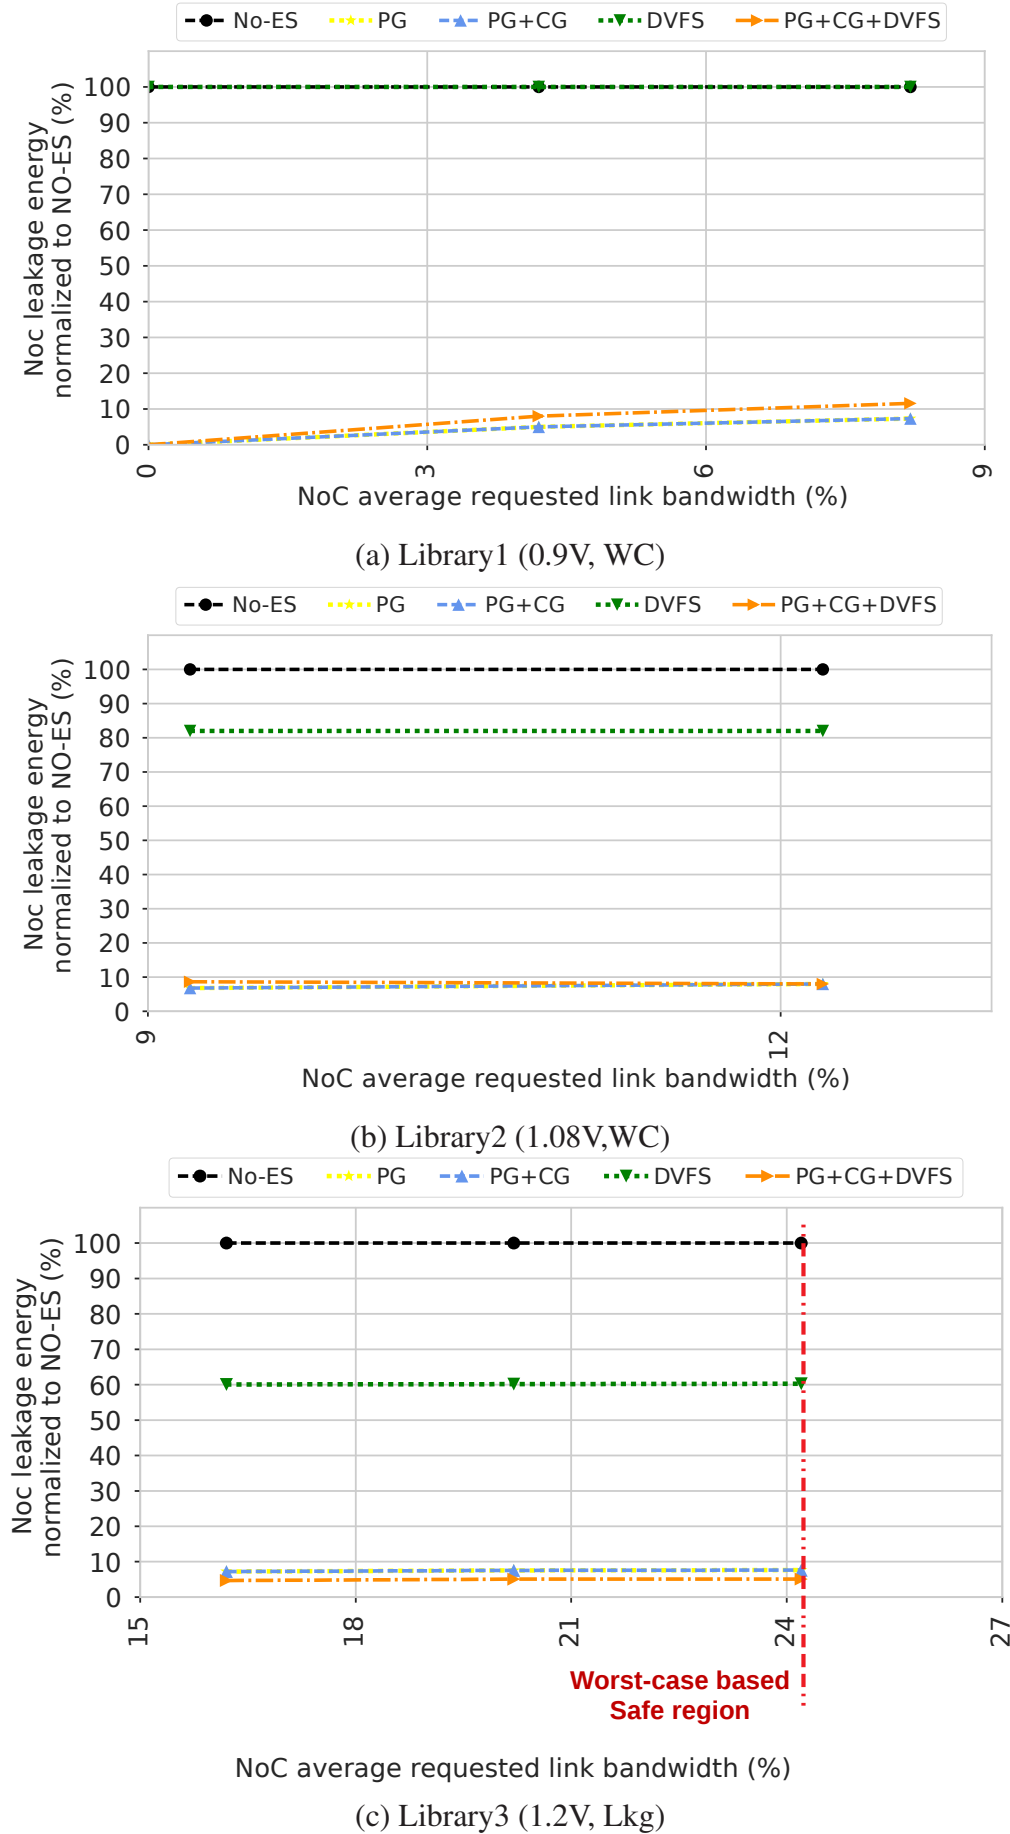 No-ES PG PG+CG DVFS PG+CG+DVFS
Noc leakage energy
normalized to NO-ES (%)
100
90
80
70
60
50
40
30
20
10
0
0 3 6 9
NoC average requested link bandwidth (%)
(a) Library1 (0.9V, WC)
No-ES PG PG+CG DVFS PG+CG+DVFS
Noc leakage energy
normalized to NO-ES (%)
100
90
80
70
60
50
40
30
20
10
0
9 12
NoC average requested link bandwidth (%)
(b) Library2 (1.08V,WC)
No-ES PG PG+CG DVFS PG+CG+DVFS
Noc leakage energy
normalized to NO-ES (%)
100
90
80
70
60
50
40
30
20
10
0
15 18 21 24 27
Worst-case based
Safe region
NoC average requested link bandwidth (%)
(c) Library3 (1.2V, Lkg)